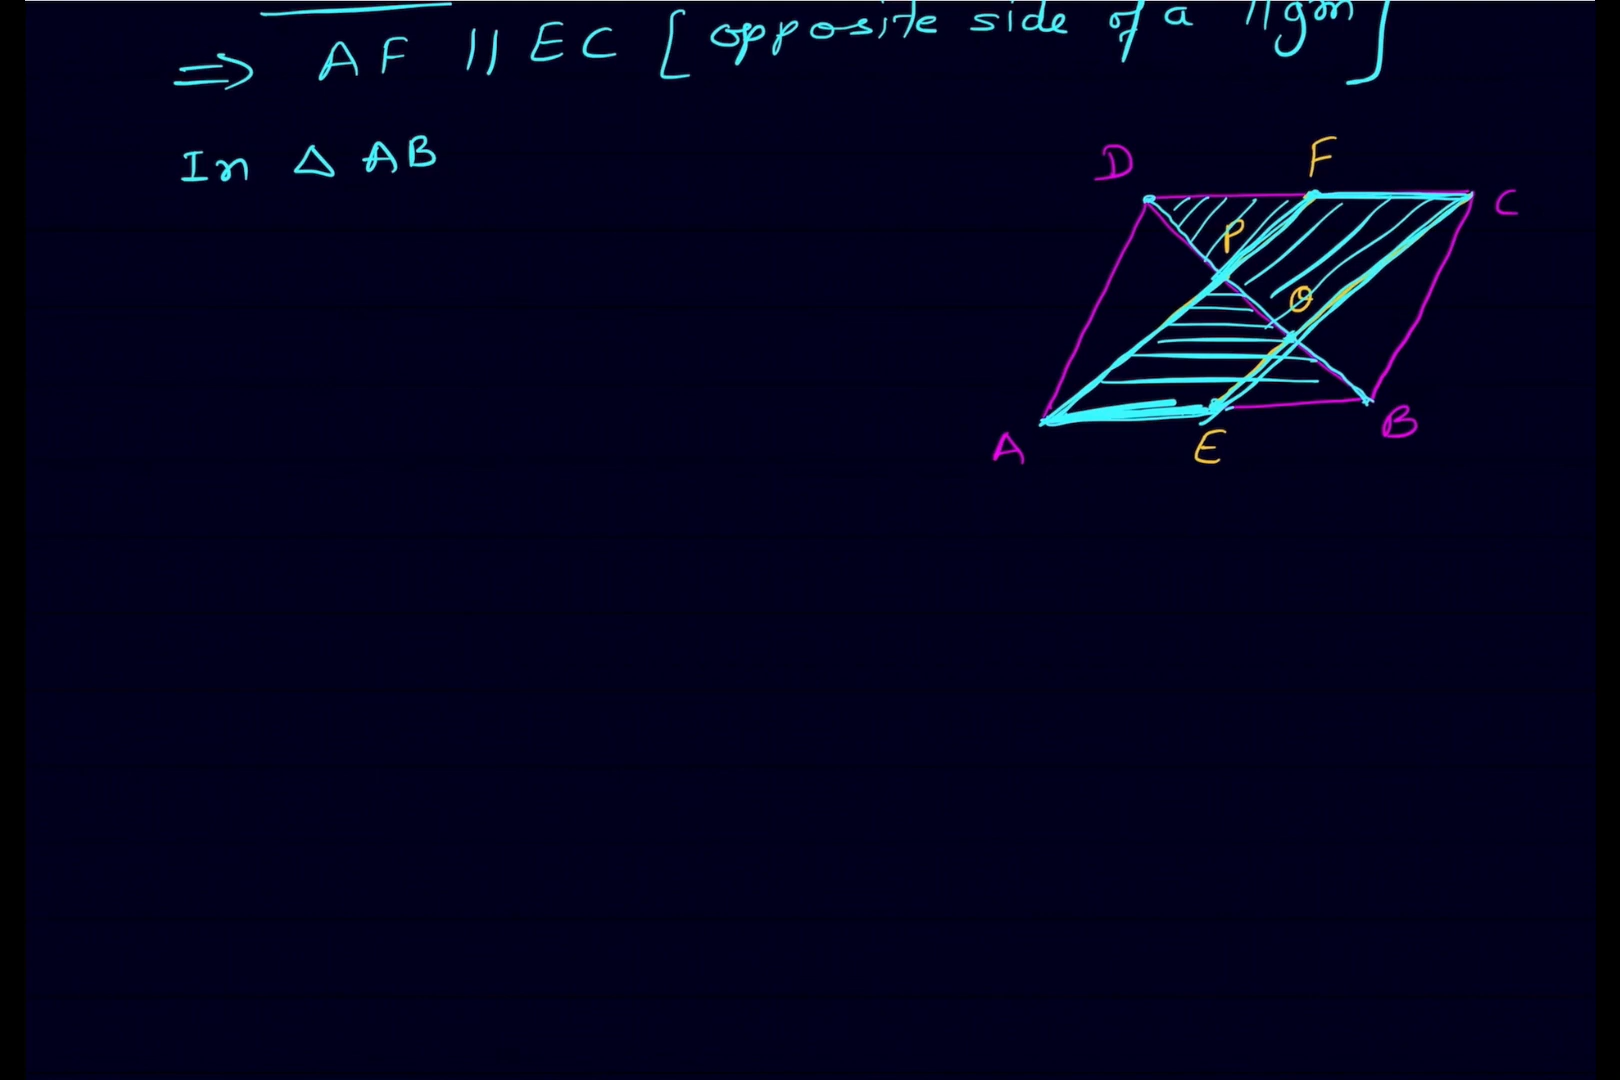 ⇒ AF || EC [opposite side of a ||gm]
In △ AB
D
F
C
P
Q
A
E
B